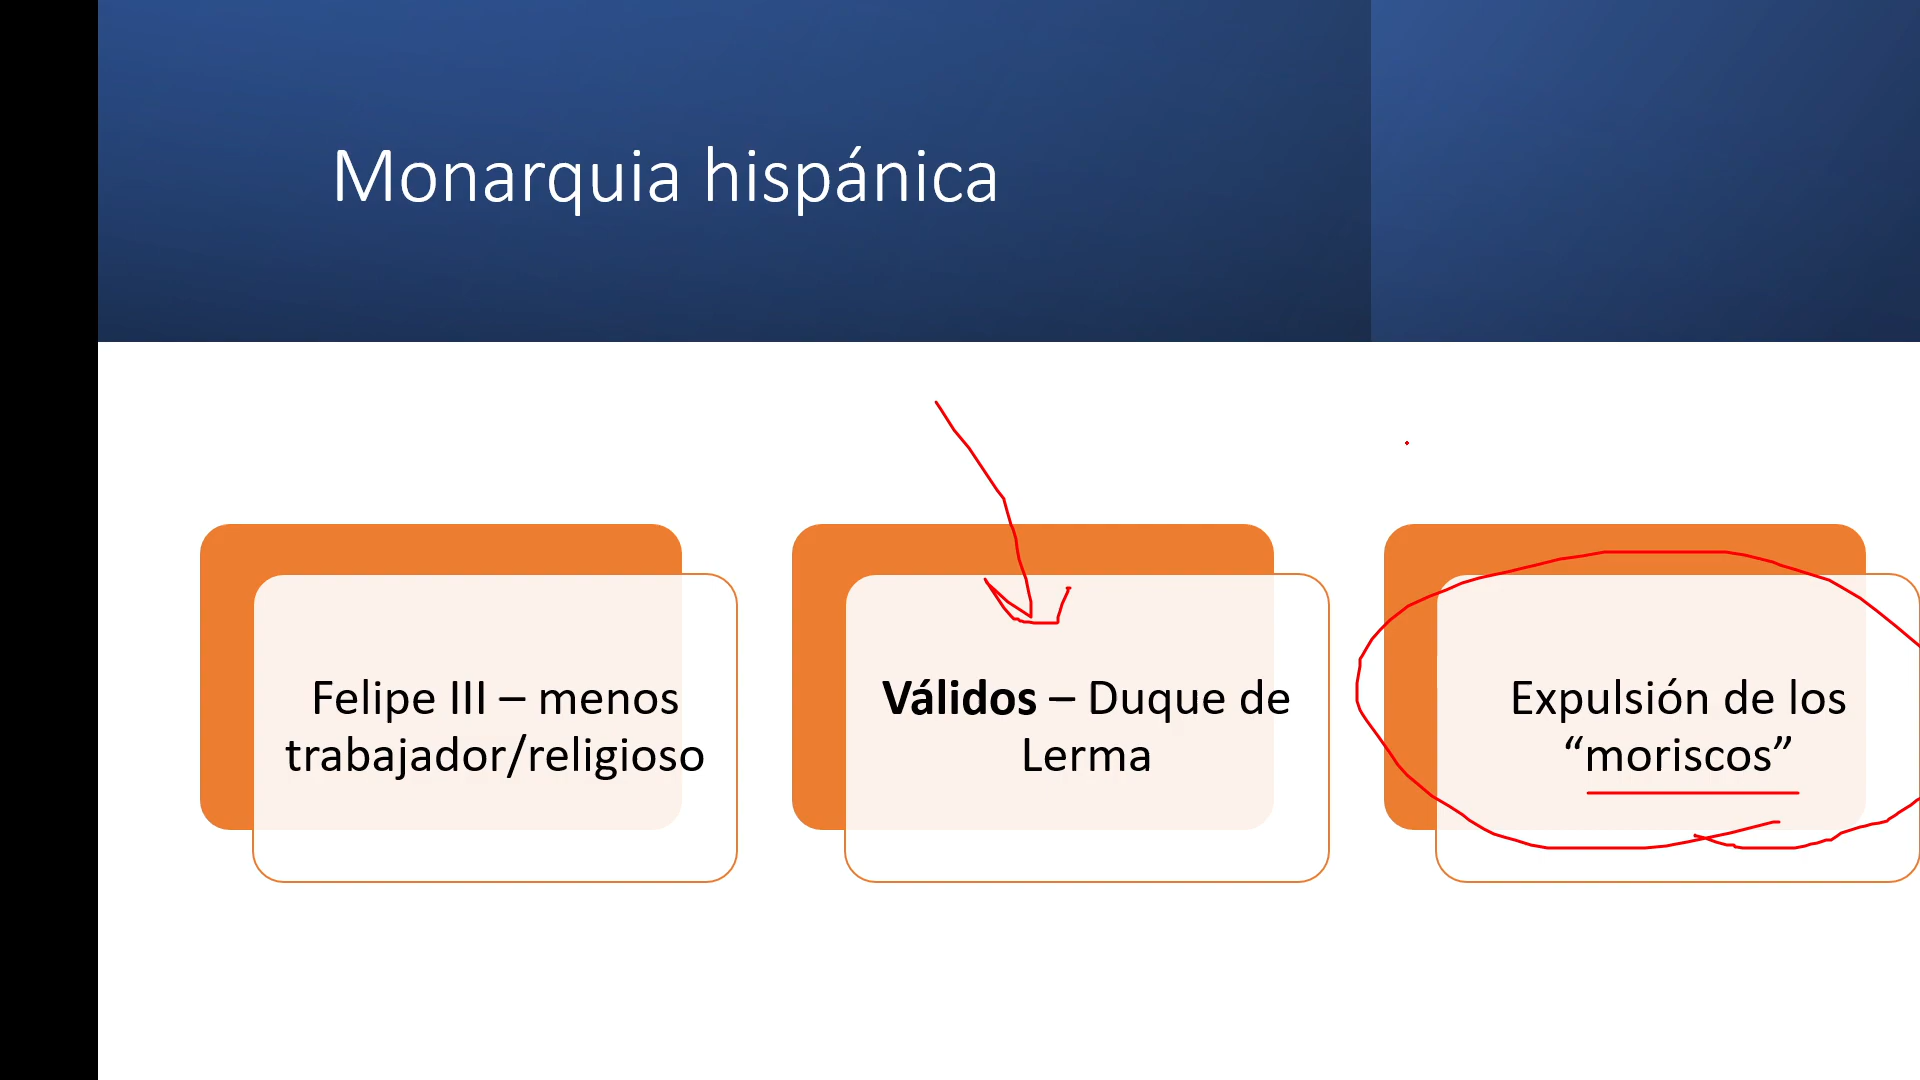 Monarquia hispánica
Felipe III – menos
trabajador/religioso
Válidos – Duque de
Lerma
Expulsión de los
“moriscos”